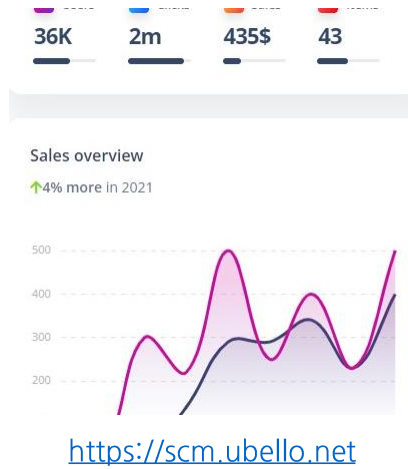 36K 2m 435$ 43
Sales overview
4% more in 2021
500
400
300
200
https://scm.ubello.net